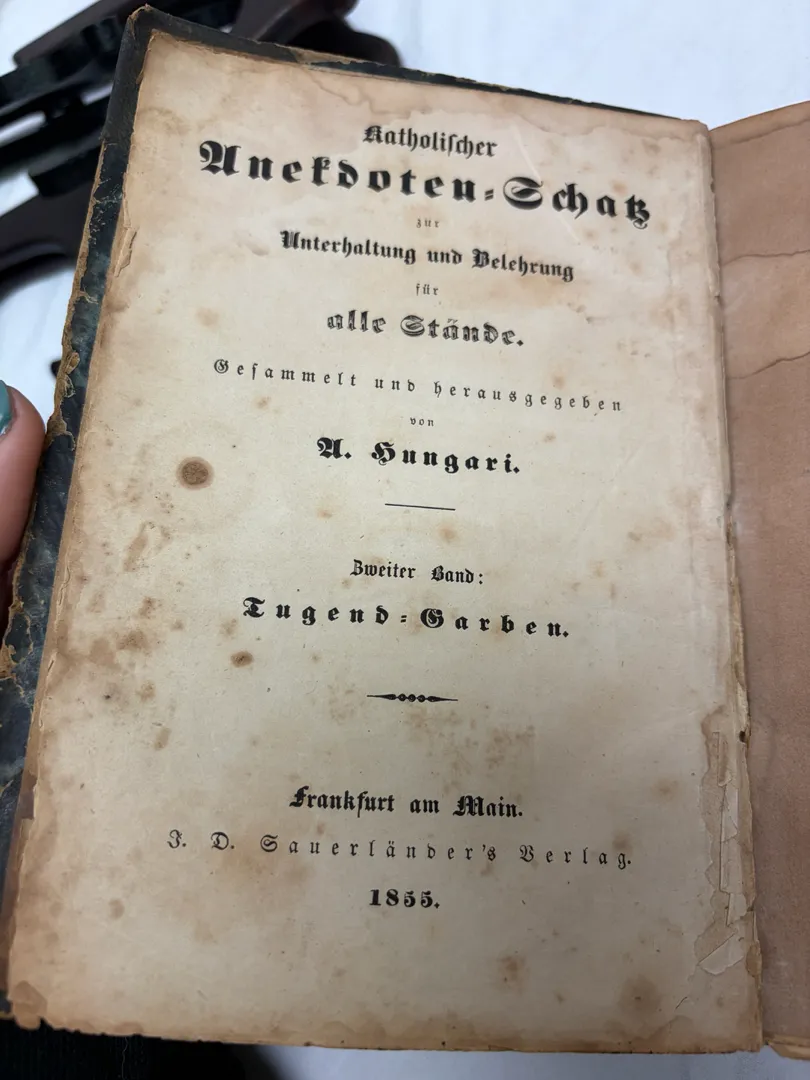 Katholiſcher
Anekdoten-Schatz
zur
Unterhaltung und Belehrung
für
alle Stände.
Geſammelt und herausgegeben
von
A. Hungari.
Zweiter Band:
Tugend-Garben.
Frankfurt am Main.
J. D. Sauerländer's Verlag.
1855.